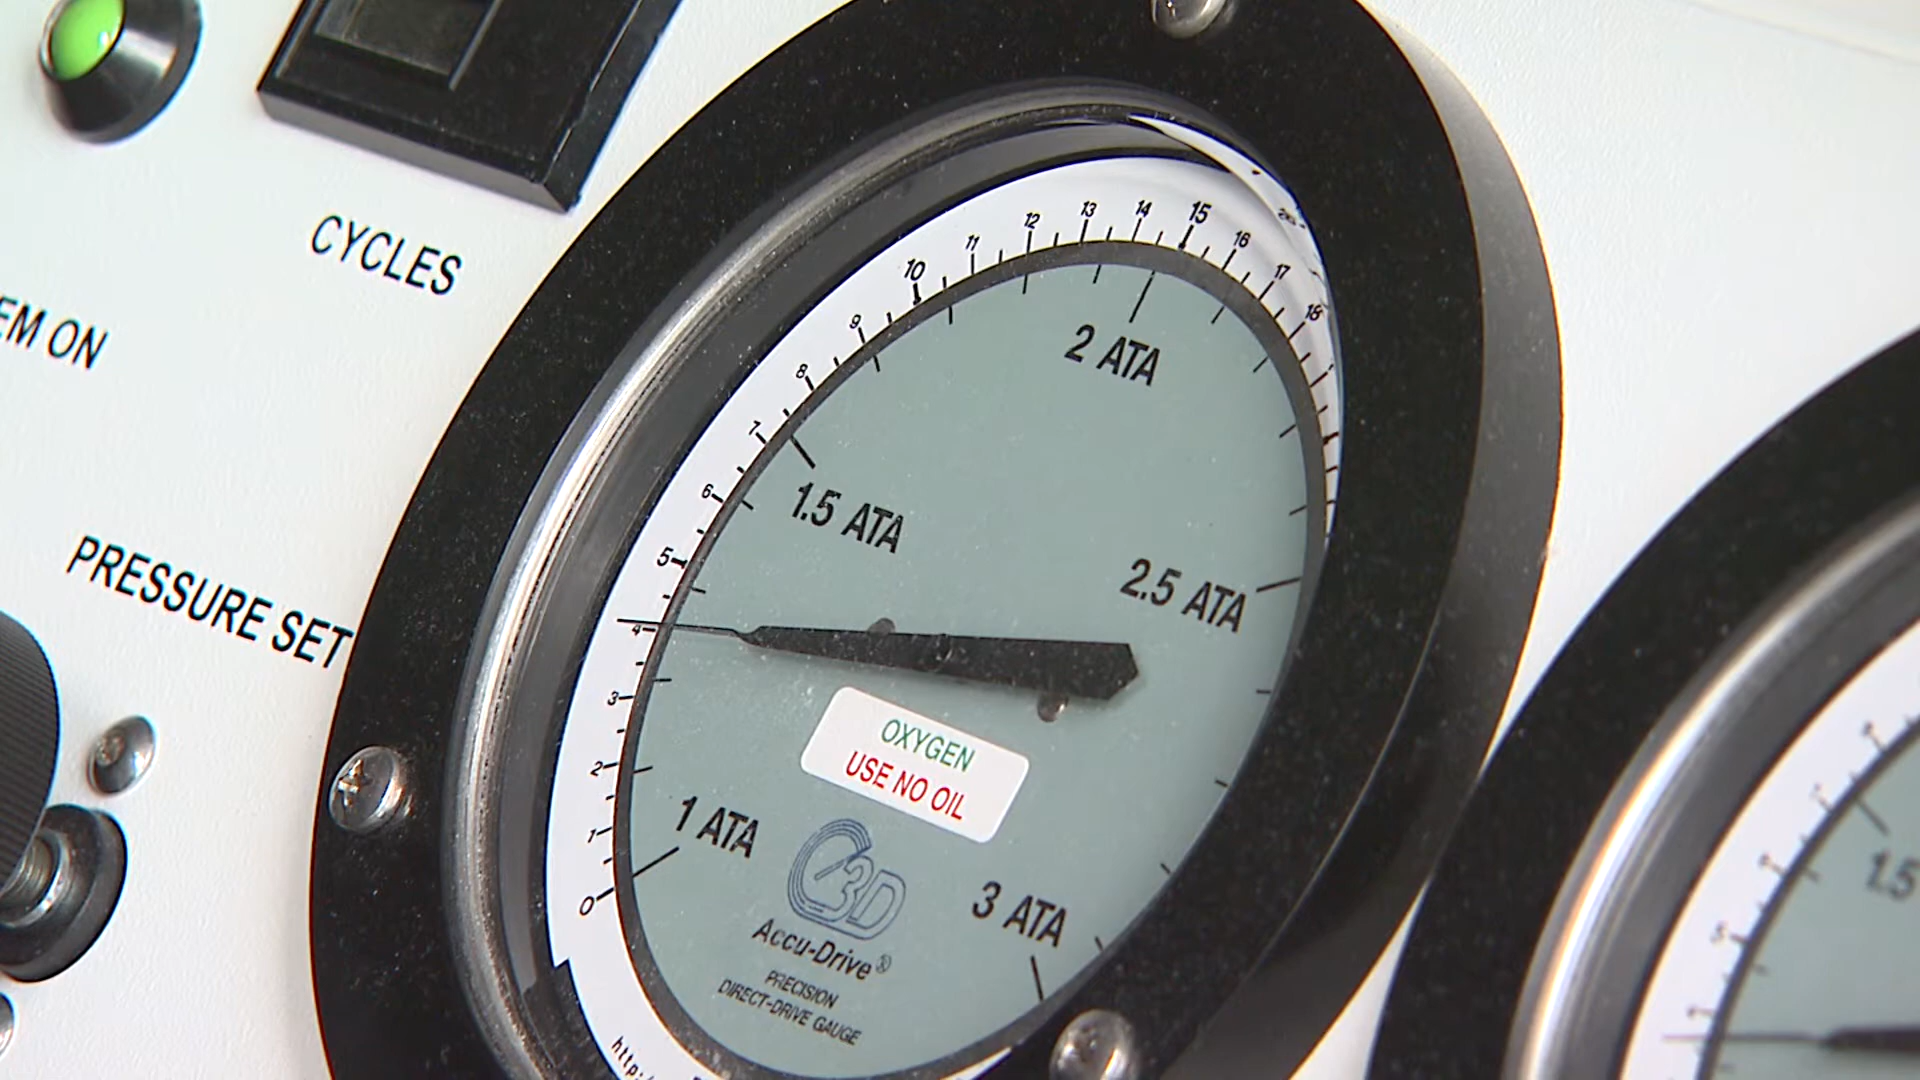 CYCLES
EM ON
PRESSURE SET
0
1
2
3
4
5
6
7
8
9
10
11
12
13
14
15
16
17
18
1 ATA
1.5 ATA
2 ATA
2.5 ATA
3 ATA
OXYGEN
USE NO OIL
C3D
Accu-Drive®
PRECISION
DIRECT-DRIVE GAUGE
http:/
1.5